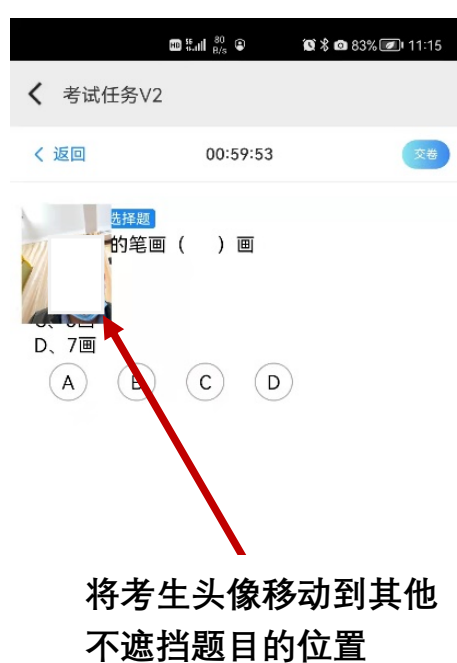 HD 5G 80 B/s 83% 11:15
考试任务V2
返回 00:59:53 交卷
选择题
的笔画（ ）画
D、7画
A B C D
将考生头像移动到其他
不遮挡题目的位置